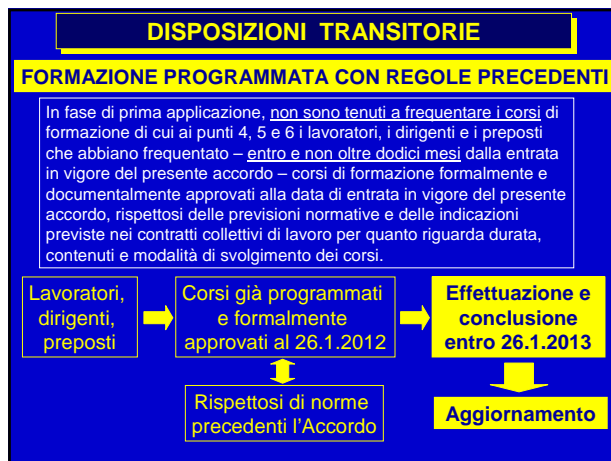 DISPOSIZIONI TRANSITORIE
FORMAZIONE PROGRAMMATA CON REGOLE PRECEDENTI
In fase di prima applicazione, non sono tenuti a frequentare i corsi di
formazione di cui ai punti 4, 5 e 6 i lavoratori, i dirigenti e i preposti
che abbiano frequentato – entro e non oltre dodici mesi dalla entrata
in vigore del presente accordo – corsi di formazione formalmente e
documentalmente approvati alla data di entrata in vigore del presente
accordo, rispettosi delle previsioni normative e delle indicazioni
previste nei contratti collettivi di lavoro per quanto riguarda durata,
contenuti e modalità di svolgimento dei corsi.
Lavoratori,
dirigenti,
preposti
Corsi già programmati
e formalmente
approvati al 26.1.2012
Effettuazione e
conclusione
entro 26.1.2013
Rispettosi di norme
precedenti l'Accordo
Aggiornamento